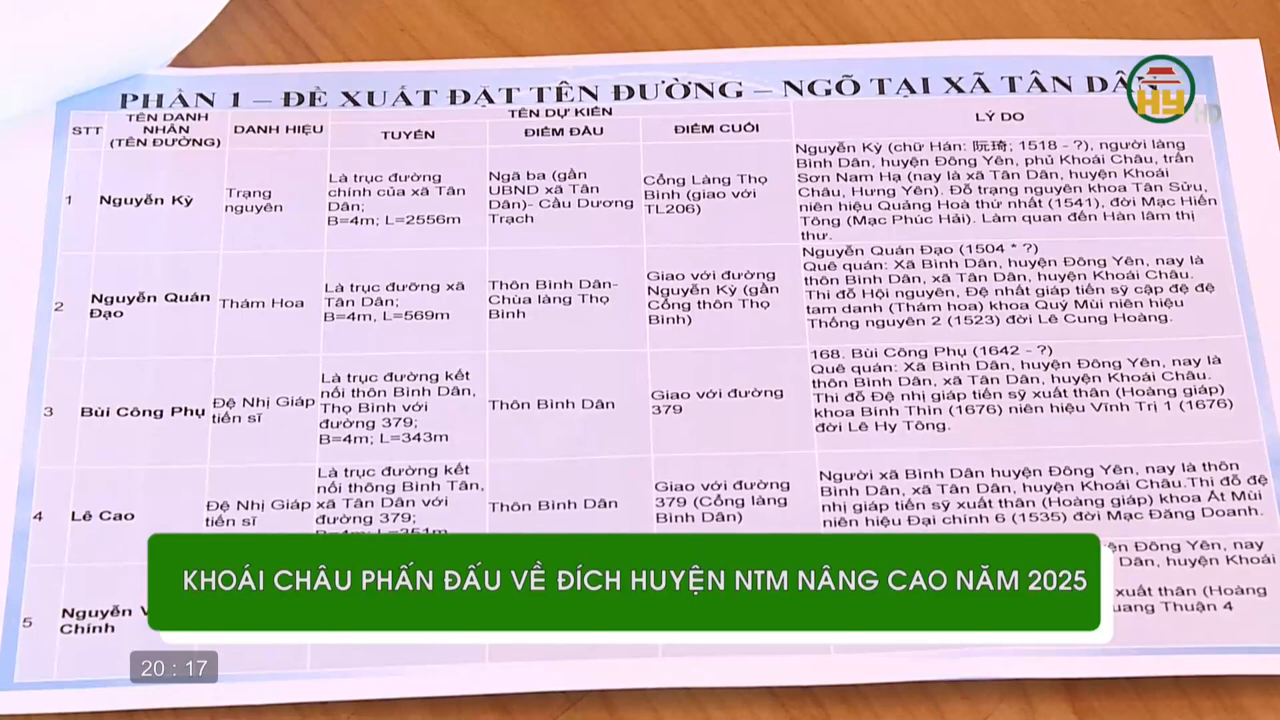 PHẦN 1 – ĐỀ XUẤT ĐẶT TÊN ĐƯỜNG – NGÕ TẠI XÃ TÂN DÂN
HY HD
STT
TÊN DANH
NHÂN
(TÊN ĐƯỜNG)
DANH HIỆU
TÊN DỰ KIẾN
TUYẾN
ĐIỂM ĐẦU
ĐIỂM CUỐI
LÝ DO
1
Nguyễn Kỳ
Trạng
nguyên
Là trục đường
chính của xã Tân
Dân;
B=4m; L=2556m
Ngã ba (gần
UBND xã Tân
Dân)- Cầu Dương
Trạch
Cổng Làng Thọ
Bình (giao với
TL206)
Nguyễn Kỳ (chữ Hán: 阮琦; 1518 - ?), người làng
Bình Dân, huyện Đông Yên, phủ Khoái Châu, trấn
Sơn Nam Hạ (nay là xã Tân Dân, huyện Khoái
Châu, Hưng Yên). Đỗ trạng nguyên khoa Tân Sửu,
niên hiệu Quảng Hoà thứ nhất (1541), đời Mạc Hiến
Tông (Mạc Phúc Hải). Làm quan đến Hàn lâm thị
thư.
2
Nguyễn Quán
Đạo
Thám Hoa
Là trục đưỡng xã
Tân Dân;
B=4m, L=569m
Thôn Bình Dân-
Chùa làng Thọ
Bình
Giao với đường
Nguyễn Kỳ (gần
Cổng thôn Thọ
Bình)
Nguyễn Quán Đạo (1504 * ?)
Quê quán: Xã Bình Dân, huyện Đông Yên, nay là
thôn Bình Dân, xã Tân Dân, huyện Khoái Châu.
Thi đỗ Hội nguyên, Đệ nhất giáp tiến sỹ cập đệ đệ
tam danh (Thám hoa) khoa Quý Mùi niên hiệu
Thống nguyên 2 (1523) đời Lê Cung Hoàng.
3
Bùi Công Phụ
Đệ Nhị Giáp
tiến sĩ
Là trục đường kết
nối thôn Bình Dân,
Thọ Bình với
đường 379;
B=4m; L=343m
Thôn Bình Dân
Giao với đường
379
168. Bùi Công Phụ (1642 - ?)
Quê quán: Xã Bình Dân, huyện Đông Yên, nay là
thôn Bình Dân, xã Tân Dân, huyện Khoái Châu.
Thi đỗ Đệ nhị giáp tiến sỹ xuất thân (Hoàng giáp)
khoa Bính Thìn (1676) niên hiệu Vĩnh Trị 1 (1676)
đời Lê Hy Tông.
4
Lê Cao
Đệ Nhị Giáp
tiến sĩ
Là trục đường kết
nối thông Bình Tân,
xã Tân Dân với
đường 379;
Thôn Bình Dân
Giao với đường
379 (Cổng làng
Bình Dân)
Người xã Bình Dân huyện Đông Yên, nay là thôn
Bình Dân, xã Tân Dân, huyện Khoái Châu.Thi đỗ đệ
nhị giáp tiến sỹ xuất thân (Hoàng giáp) khoa Ất Mùi
niên hiệu Đại chính 6 (1535) đời Mạc Đăng Doanh.
5
Nguyễn
Chính
Đông Yên, nay
Dân, huyện Khoái
xuất thân (Hoàng
Thuận 4
KHOÁI CHÂU PHẤN ĐẤU VỀ ĐÍCH HUYỆN NTM NÂNG CAO NĂM 2025
20 : 17